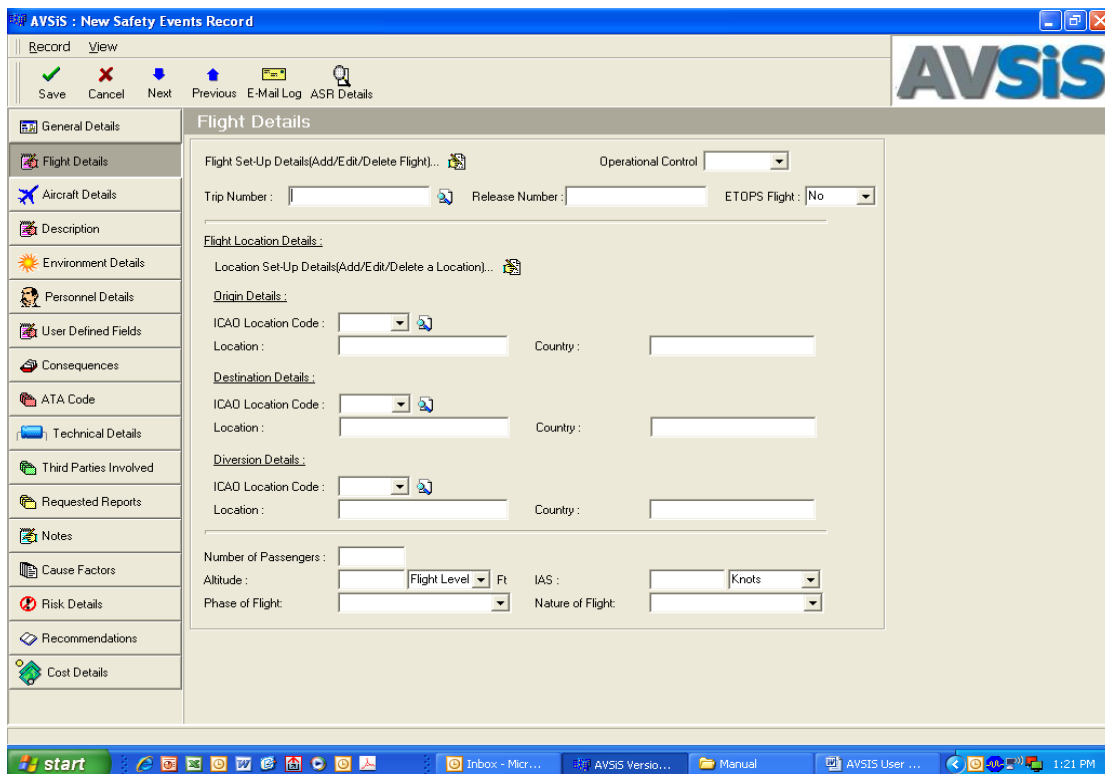 AVSiS : New Safety Events Record
Record View
Save Cancel Next Previous E-Mail Log ASR Details
AVSiS
General Details
Flight Details
Aircraft Details
Description
Environment Details
Personnel Details
User Defined Fields
Consequences
ATA Code
Technical Details
Third Parties Involved
Requested Reports
Notes
Cause Factors
Risk Details
Recommendations
Cost Details
Flight Details
Flight Set-Up Details(Add/Edit/Delete Flight)... Operational Control
Trip Number : Release Number : ETOPS Flight : No
Flight Location Details :
Location Set-Up Details(Add/Edit/Delete a Location)...
Origin Details :
ICAO Location Code :
Location : Country :
Destination Details :
ICAO Location Code :
Location : Country :
Diversion Details :
ICAO Location Code :
Location : Country :
Number of Passengers :
Altitude : Flight Level Ft IAS : Knots
Phase of Flight: Nature of Flight:
start Inbox - Micr... AVSiS Versio... Manual AVSIS User ... 1:21 PM